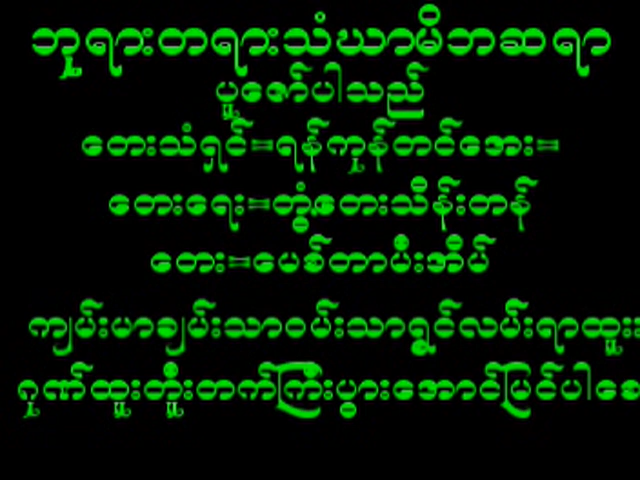 ဘုရားတရားသံဃာမိဘဆရာ
ပူဇော်ပါသည်
တေးသံရှင်=ရန်ကုန်တင်အေး=
တေးရေး=တွံ့တေးသိန်းတန်
တေး=ပေစ်တာပီးအိပ်
ကျမ်းမာချမ်းသာဝမ်းသာရွှင်လမ်းရာထူး
ဂုဏ်ထူးတိုးတက်ကြီးပွားအောင်မြင်ပါစေ